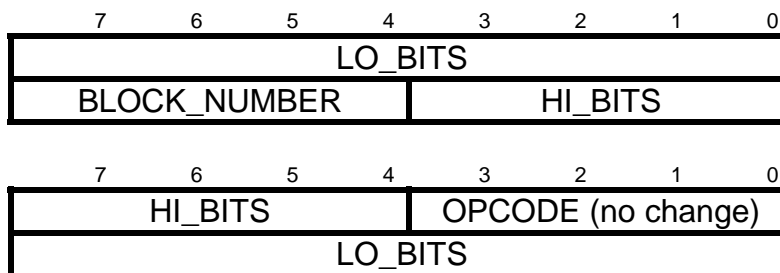 7 6 5 4 3 2 1 0
LO_BITS
BLOCK_NUMBER HI_BITS
7 6 5 4 3 2 1 0
HI_BITS OPCODE (no change)
LO_BITS